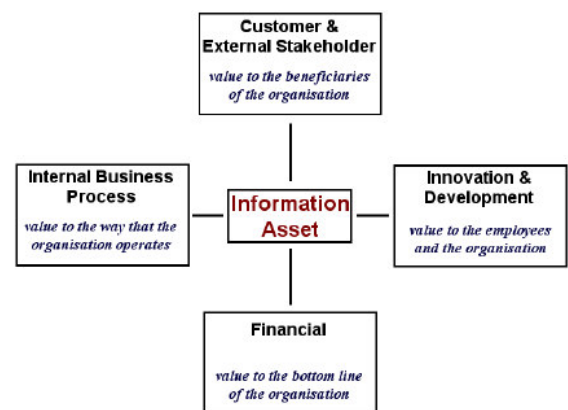 Customer &
External Stakeholder
value to the beneficiaries
of the organisation
Internal Business
Process
value to the way that the
organisation operates
Information
Asset
Innovation &
Development
value to the employees
and the organisation
Financial
value to the bottom line
of the organisation